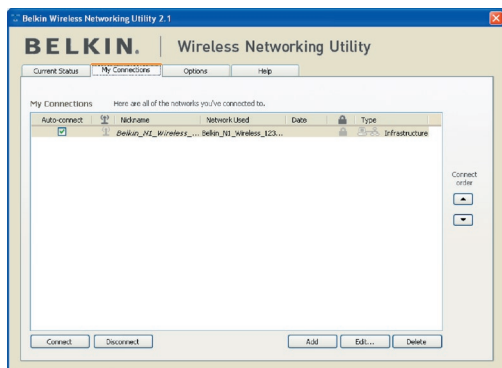 Belkin Wireless Networking Utility 2.1
BELKIN. Wireless Networking Utility
Current Status My Connections Options Help
My Connections Here are all of the networks you've connected to.
Auto-connect Nickname Network Used Date Type
Belkin_N1_Wireless_... Belkin_N1_Wireless_123... Infrastructure
Connect order
Connect Disconnect Add Edit... Delete